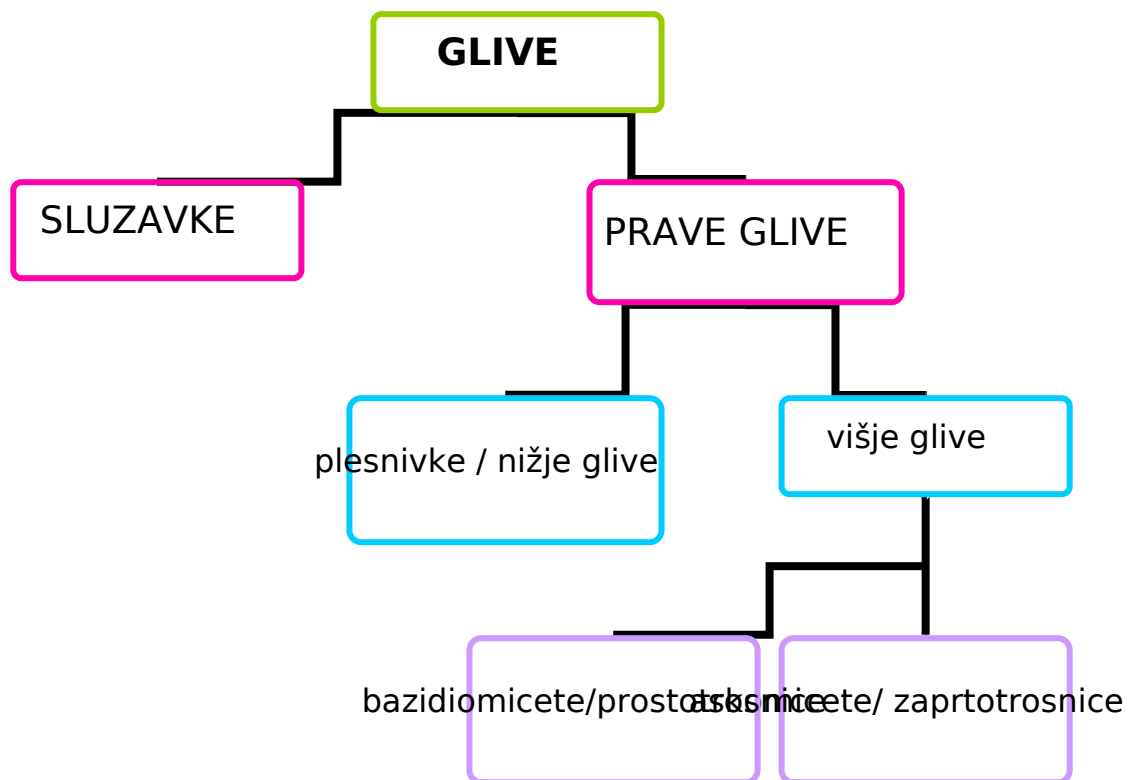 GLIVE
SLUZAVKE
PRAVE GLIVE
plesnivke / nižje glive
višje glive
bazidiomicete/prostotrosnice
askomicete/ zaprtotrosnice